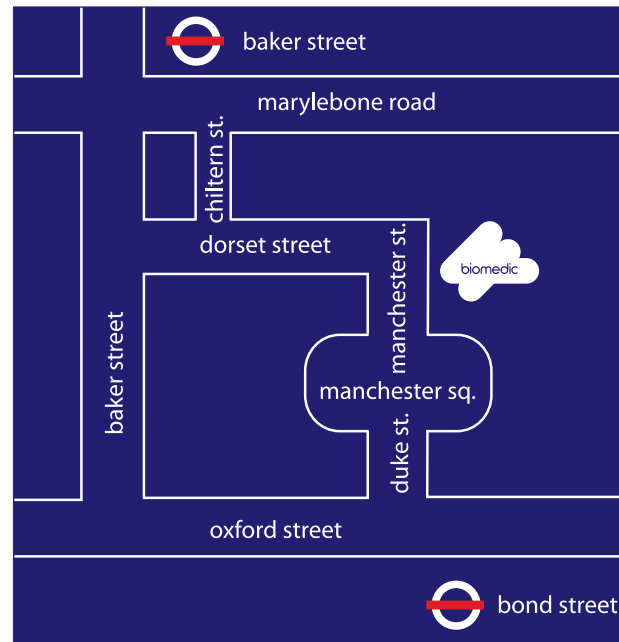 baker street
marylebone road
chiltern st.
dorset street
manchester st.
biomedic
baker street
manchester sq.
duke st.
oxford street
bond street